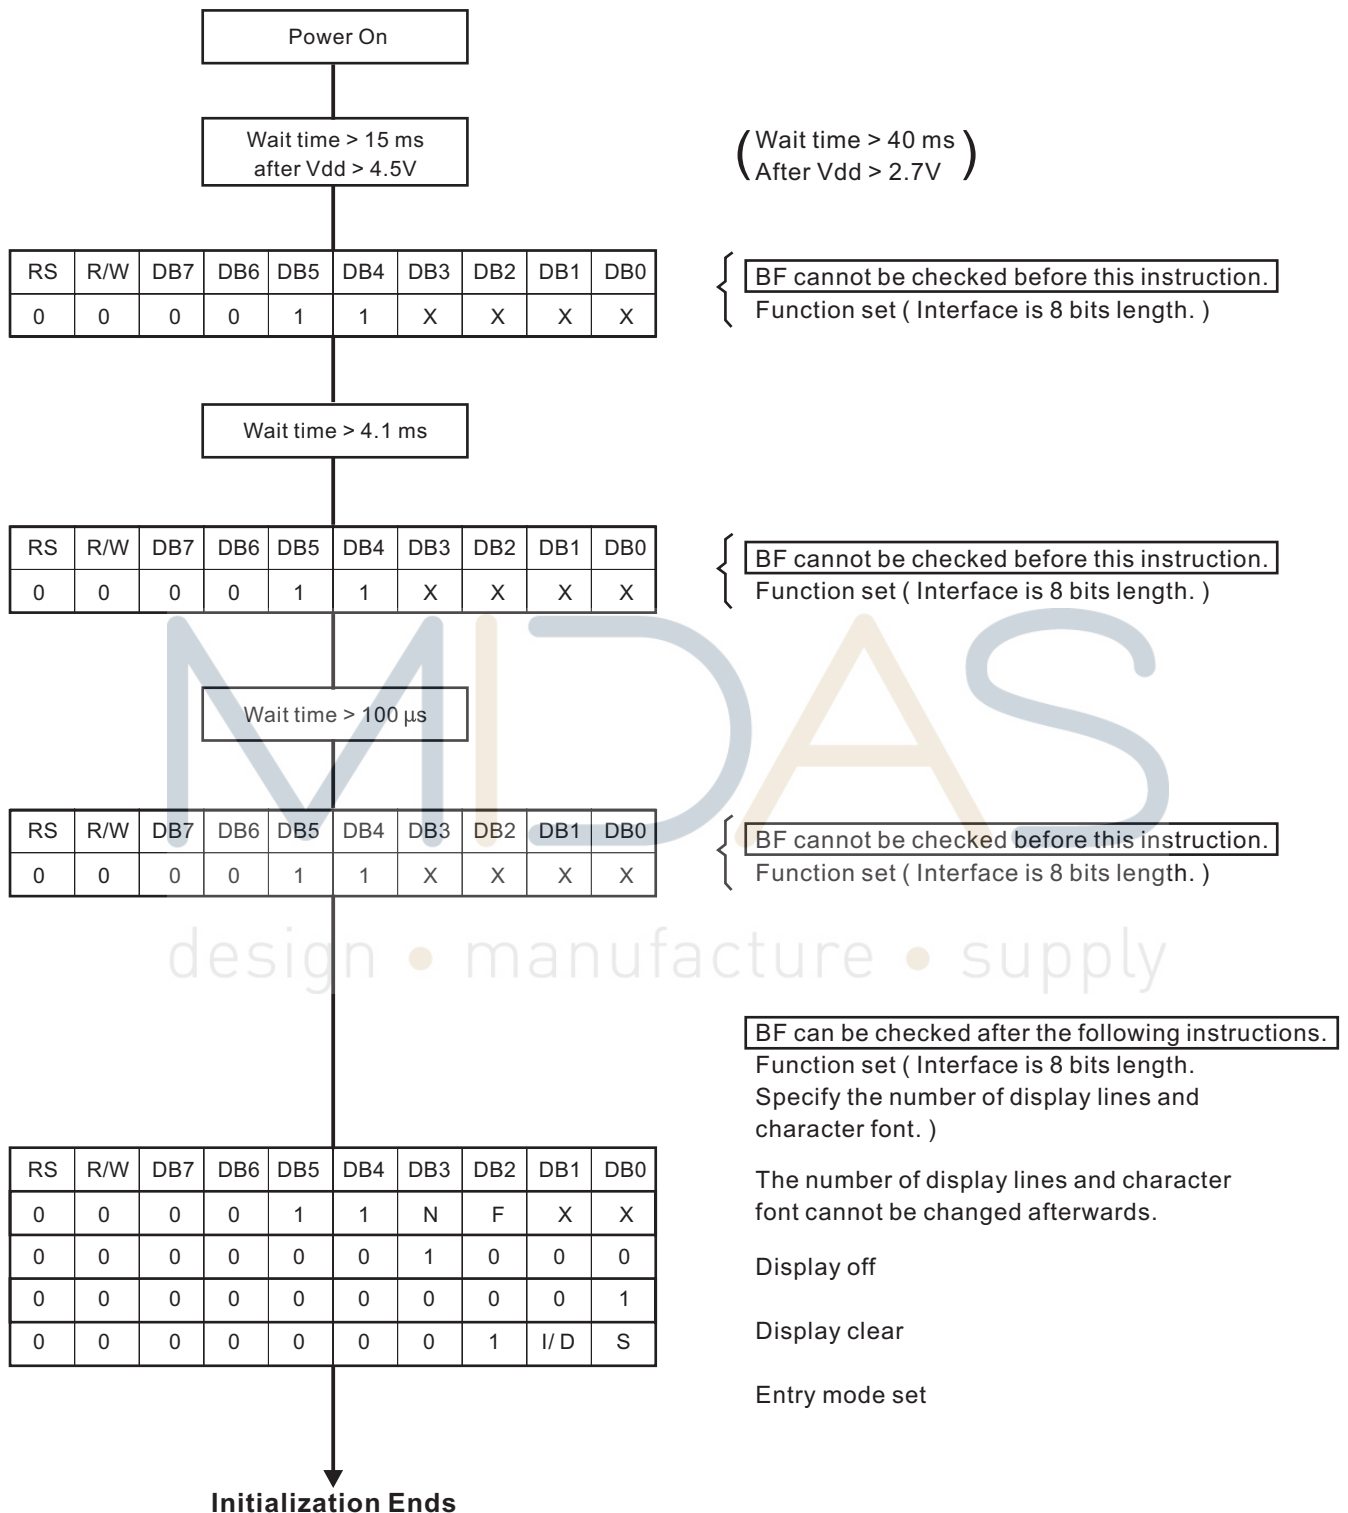 Power On
Wait time > 15 ms
after Vdd > 4.5V
(Wait time > 40 ms
After Vdd > 2.7V)
RS R/W DB7 DB6 DB5 DB4 DB3 DB2 DB1 DB0
0 0 0 0 1 1 X X X X
BF cannot be checked before this instruction.
Function set ( Interface is 8 bits length. )
Wait time > 4.1 ms
RS R/W DB7 DB6 DB5 DB4 DB3 DB2 DB1 DB0
0 0 0 0 1 1 X X X X
BF cannot be checked before this instruction.
Function set ( Interface is 8 bits length. )
MIDAS
Wait time > 100 µs
RS R/W DB7 DB6 DB5 DB4 DB3 DB2 DB1 DB0
0 0 0 0 1 1 X X X X
BF cannot be checked before this instruction.
Function set ( Interface is 8 bits length. )
design • manufacture • supply
BF can be checked after the following instructions.
Function set ( Interface is 8 bits length.
Specify the number of display lines and
character font. )
RS R/W DB7 DB6 DB5 DB4 DB3 DB2 DB1 DB0
0 0 0 0 1 1 N F X X
0 0 0 0 0 0 1 0 0 0
0 0 0 0 0 0 0 0 0 1
0 0 0 0 0 0 0 1 I/D S
The number of display lines and character
font cannot be changed afterwards.
Display off
Display clear
Entry mode set
Initialization Ends